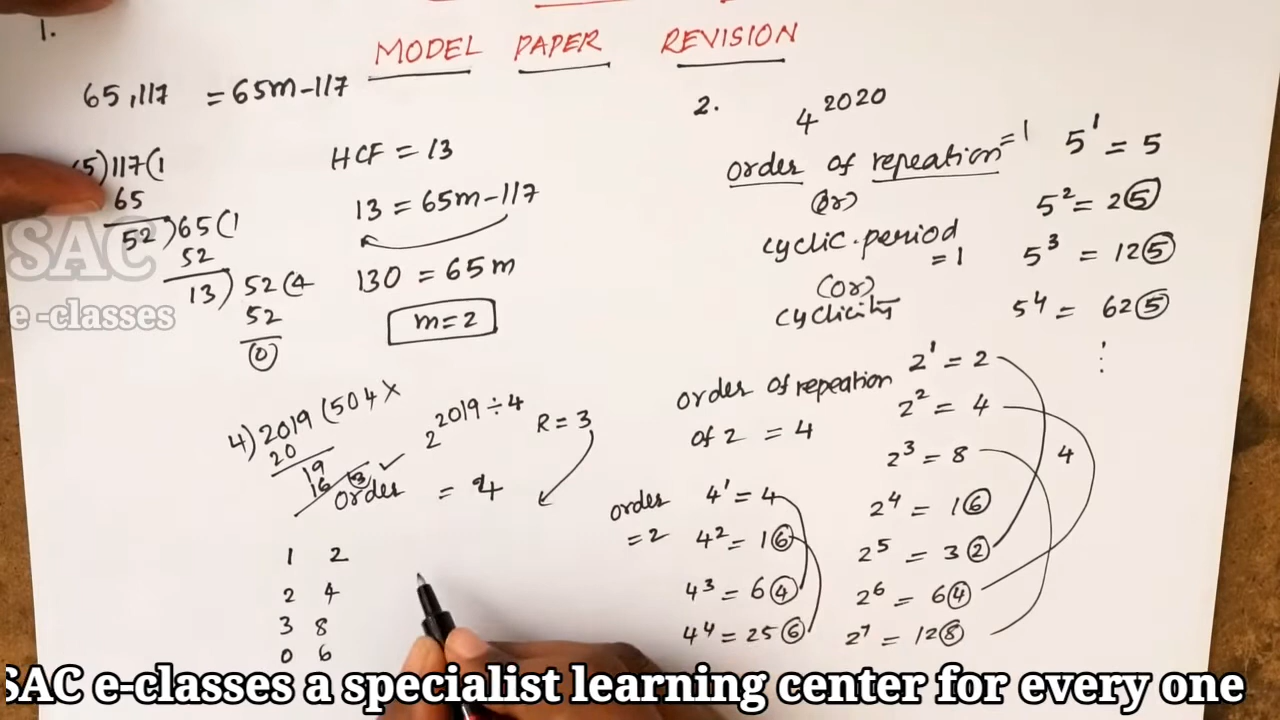 1.
MODEL PAPER REVISION
65,117 = 65m-117
65)117(1
65
52)65(1
52
13)52(4
52
0
HCF = 13
13 = 65m-117
130 = 65m
m=2
4)2019(504
20
19
16
3
2^2019÷4
R = 3
order = 4
1 2
2 4
3 8
0 6
2.
4^2020
order of repeation = 1
(or)
cyclic.period = 1
(or)
cyclicity
5^1 = 5
5^2 = 25
5^3 = 125
5^4 = 625
⋮
order of repeation
of 2 = 4
2^1 = 2
2^2 = 4
2^3 = 8
2^4 = 16
2^5 = 32
2^6 = 64
2^7 = 128
4
order
=2
4^1 = 4
4^2 = 16
4^3 = 64
4^4 = 256
SAC
e-classes
SAC e-classes a specialist learning center for every one